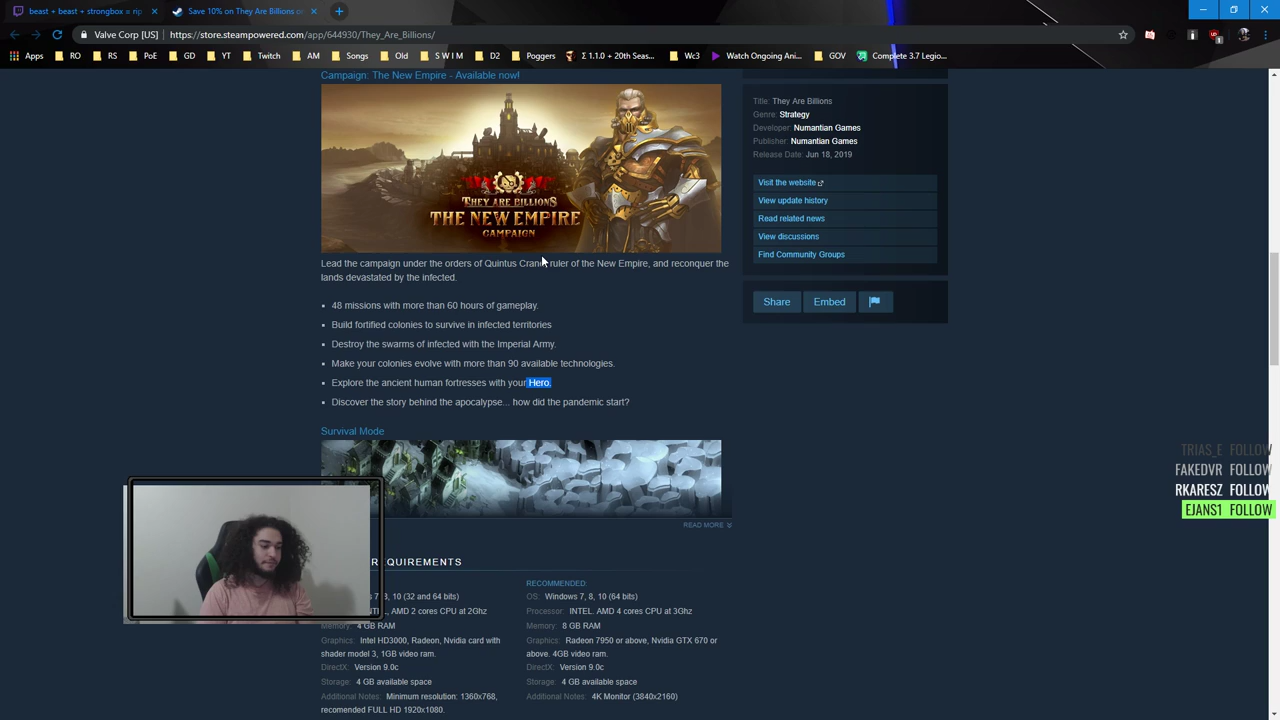 beast + beast + strongbox = rip
Save 10% on They Are Billions o
Valve Corp [US] https://store.steampowered.com/app/644930/They_Are_Billions/
Apps RO RS PoE GD YT Twitch AM Songs Old S W I M D2 Poggers Σ 1.1.0 + 20th Seas... Wc3 Watch Ongoing Ani... GOV Complete 3.7 Legio...
Campaign: The New Empire - Available now!
THEY ARE BILLIONS
THE NEW EMPIRE
CAMPAIGN
Lead the campaign under the orders of Quintus Crane, ruler of the New Empire, and reconquer the
lands devastated by the infected.
48 missions with more than 60 hours of gameplay.
Build fortified colonies to survive in infected territories
Destroy the swarms of infected with the Imperial Army.
Make your colonies evolve with more than 90 available technologies.
Explore the ancient human fortresses with your Hero.
Discover the story behind the apocalypse... how did the pandemic start?
Survival Mode
READ MORE
Title: They Are Billions
Genre: Strategy
Developer: Numantian Games
Publisher: Numantian Games
Release Date: Jun 18, 2019
Visit the website
View update history
Read related news
View discussions
Find Community Groups
Share Embed
TRIAS_E FOLLOW
FAKEDVR FOLLOW
RKARESZ FOLLOW
EJANS1 FOLLOW
REQUIREMENTS
8, 10 (32 and 64 bits)
AMD 2 cores CPU at 2Ghz
Memory: 4 GB RAM
Graphics: Intel HD3000, Radeon, Nvidia card with
shader model 3, 1GB video ram.
DirectX: Version 9.0c
Storage: 4 GB available space
Additional Notes: Minimum resolution: 1360x768,
recomended FULL HD 1920x1080.
RECOMMENDED:
OS: Windows 7, 8, 10 (64 bits)
Processor: INTEL, AMD 4 cores CPU at 3Ghz
Memory: 8 GB RAM
Graphics: Radeon 7950 or above, Nvidia GTX 670 or
above. 4GB video ram.
DirectX: Version 9.0c
Storage: 4 GB available space
Additional Notes: 4K Monitor (3840x2160)